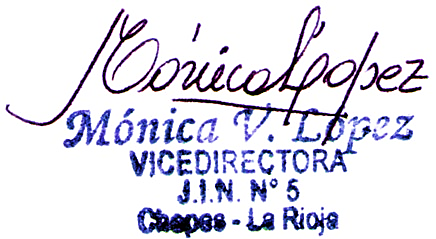 Mónica López
Mónica V. López
VICEDIRECTORA
J.I.N. N° 5
Chepes - La Rioja